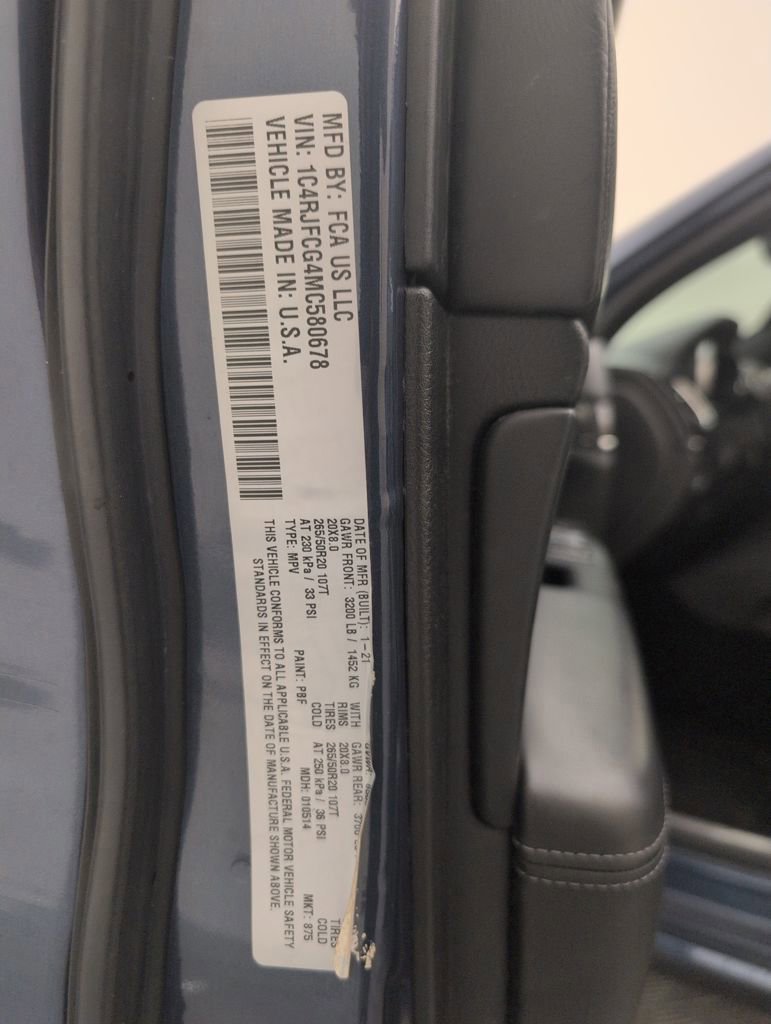 MFD BY: FCA US LLC
VIN: 1C4RJFCG4MC580678
VEHICLE MADE IN: U.S.A.
DATE OF MFR (BUILT): 1-21
GAWR FRONT: 3200 LB / 1452 KG WITH GAWR REAR: 3700
20X8.0 RIMS 20X8.0 TIRES
265/50R20 107T TIRES 265/50R20 107T COLD
AT 230 kPa / 33 PSI COLD AT 250 kPa / 36 PSI
TYPE: MPV PAINT: PBF MDH: 010514 MKT: 875
THIS VEHICLE CONFORMS TO ALL APPLICABLE U.S.A. FEDERAL MOTOR VEHICLE SAFETY
STANDARDS IN EFFECT ON THE DATE OF MANUFACTURE SHOWN ABOVE.